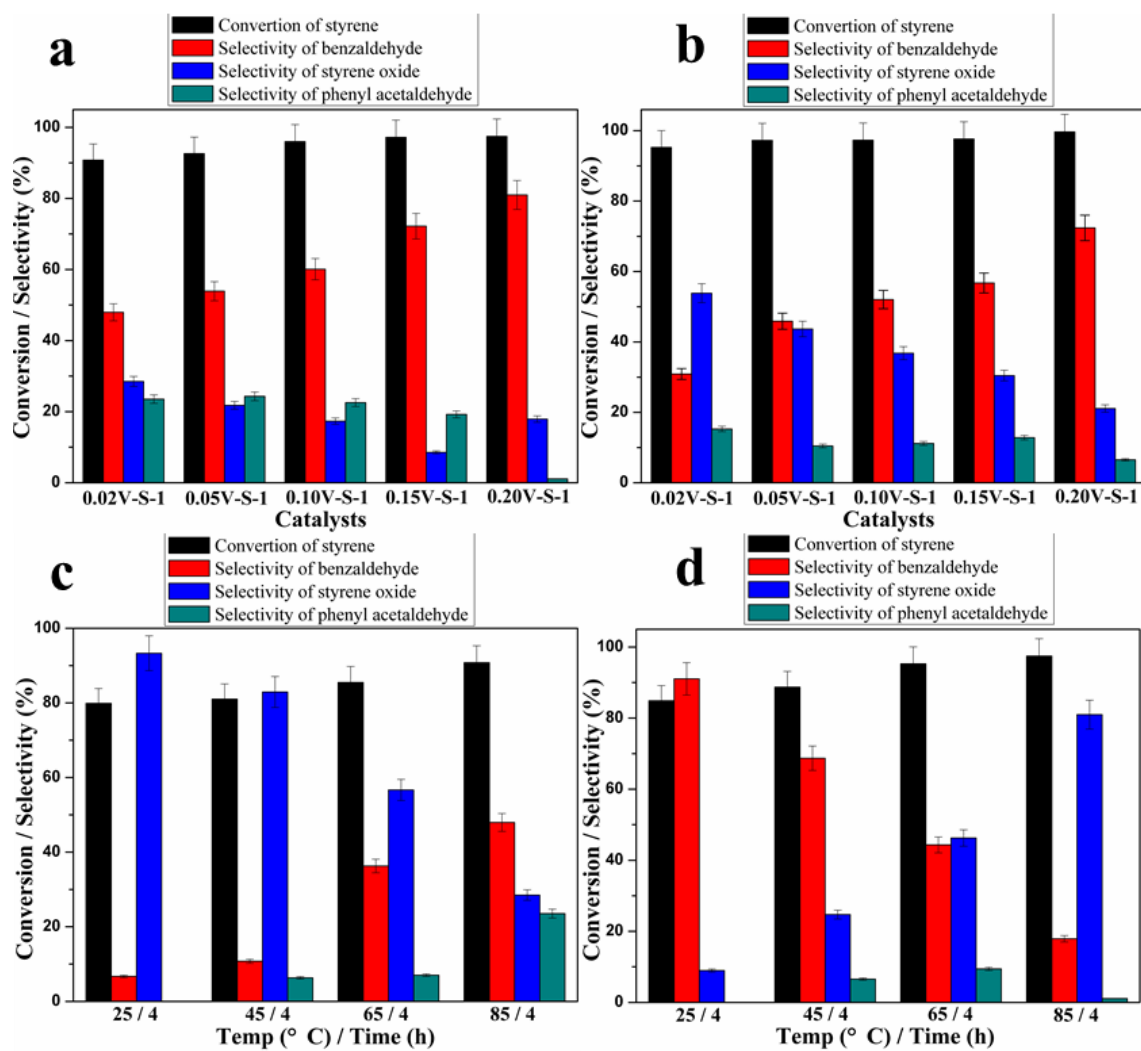 a
Convertion of styrene
Selectivity of benzaldehyde
Selectivity of styrene oxide
Selectivity of phenyl acetaldehyde
Conversion / Selectivity (%)
100
80
60
40
20
0
0.02V-S-1 0.05V-S-1 0.10V-S-1 0.15V-S-1 0.20V-S-1
Catalysts
b
Convertion of styrene
Selectivity of benzaldehyde
Selectivity of styrene oxide
Selectivity of phenyl acetaldehyde
Conversion / Selectivity (%)
100
80
60
40
20
0
0.02V-S-1 0.05V-S-1 0.10V-S-1 0.15V-S-1 0.20V-S-1
Catalysts
c
Convertion of styrene
Selectivity of benzaldehyde
Selectivity of styrene oxide
Selectivity of phenyl acetaldehyde
Conversion / Selectivity (%)
100
80
60
40
20
0
25 / 4 45 / 4 65 / 4 85 / 4
Temp (° C) / Time (h)
d
Convertion of styrene
Selectivity of benzaldehyde
Selectivity of styrene oxide
Selectivity of phenyl acetaldehyde
Conversion / Selectivity (%)
100
80
60
40
20
0
25 / 4 45 / 4 65 / 4 85 / 4
Temp (° C) / Time (h)